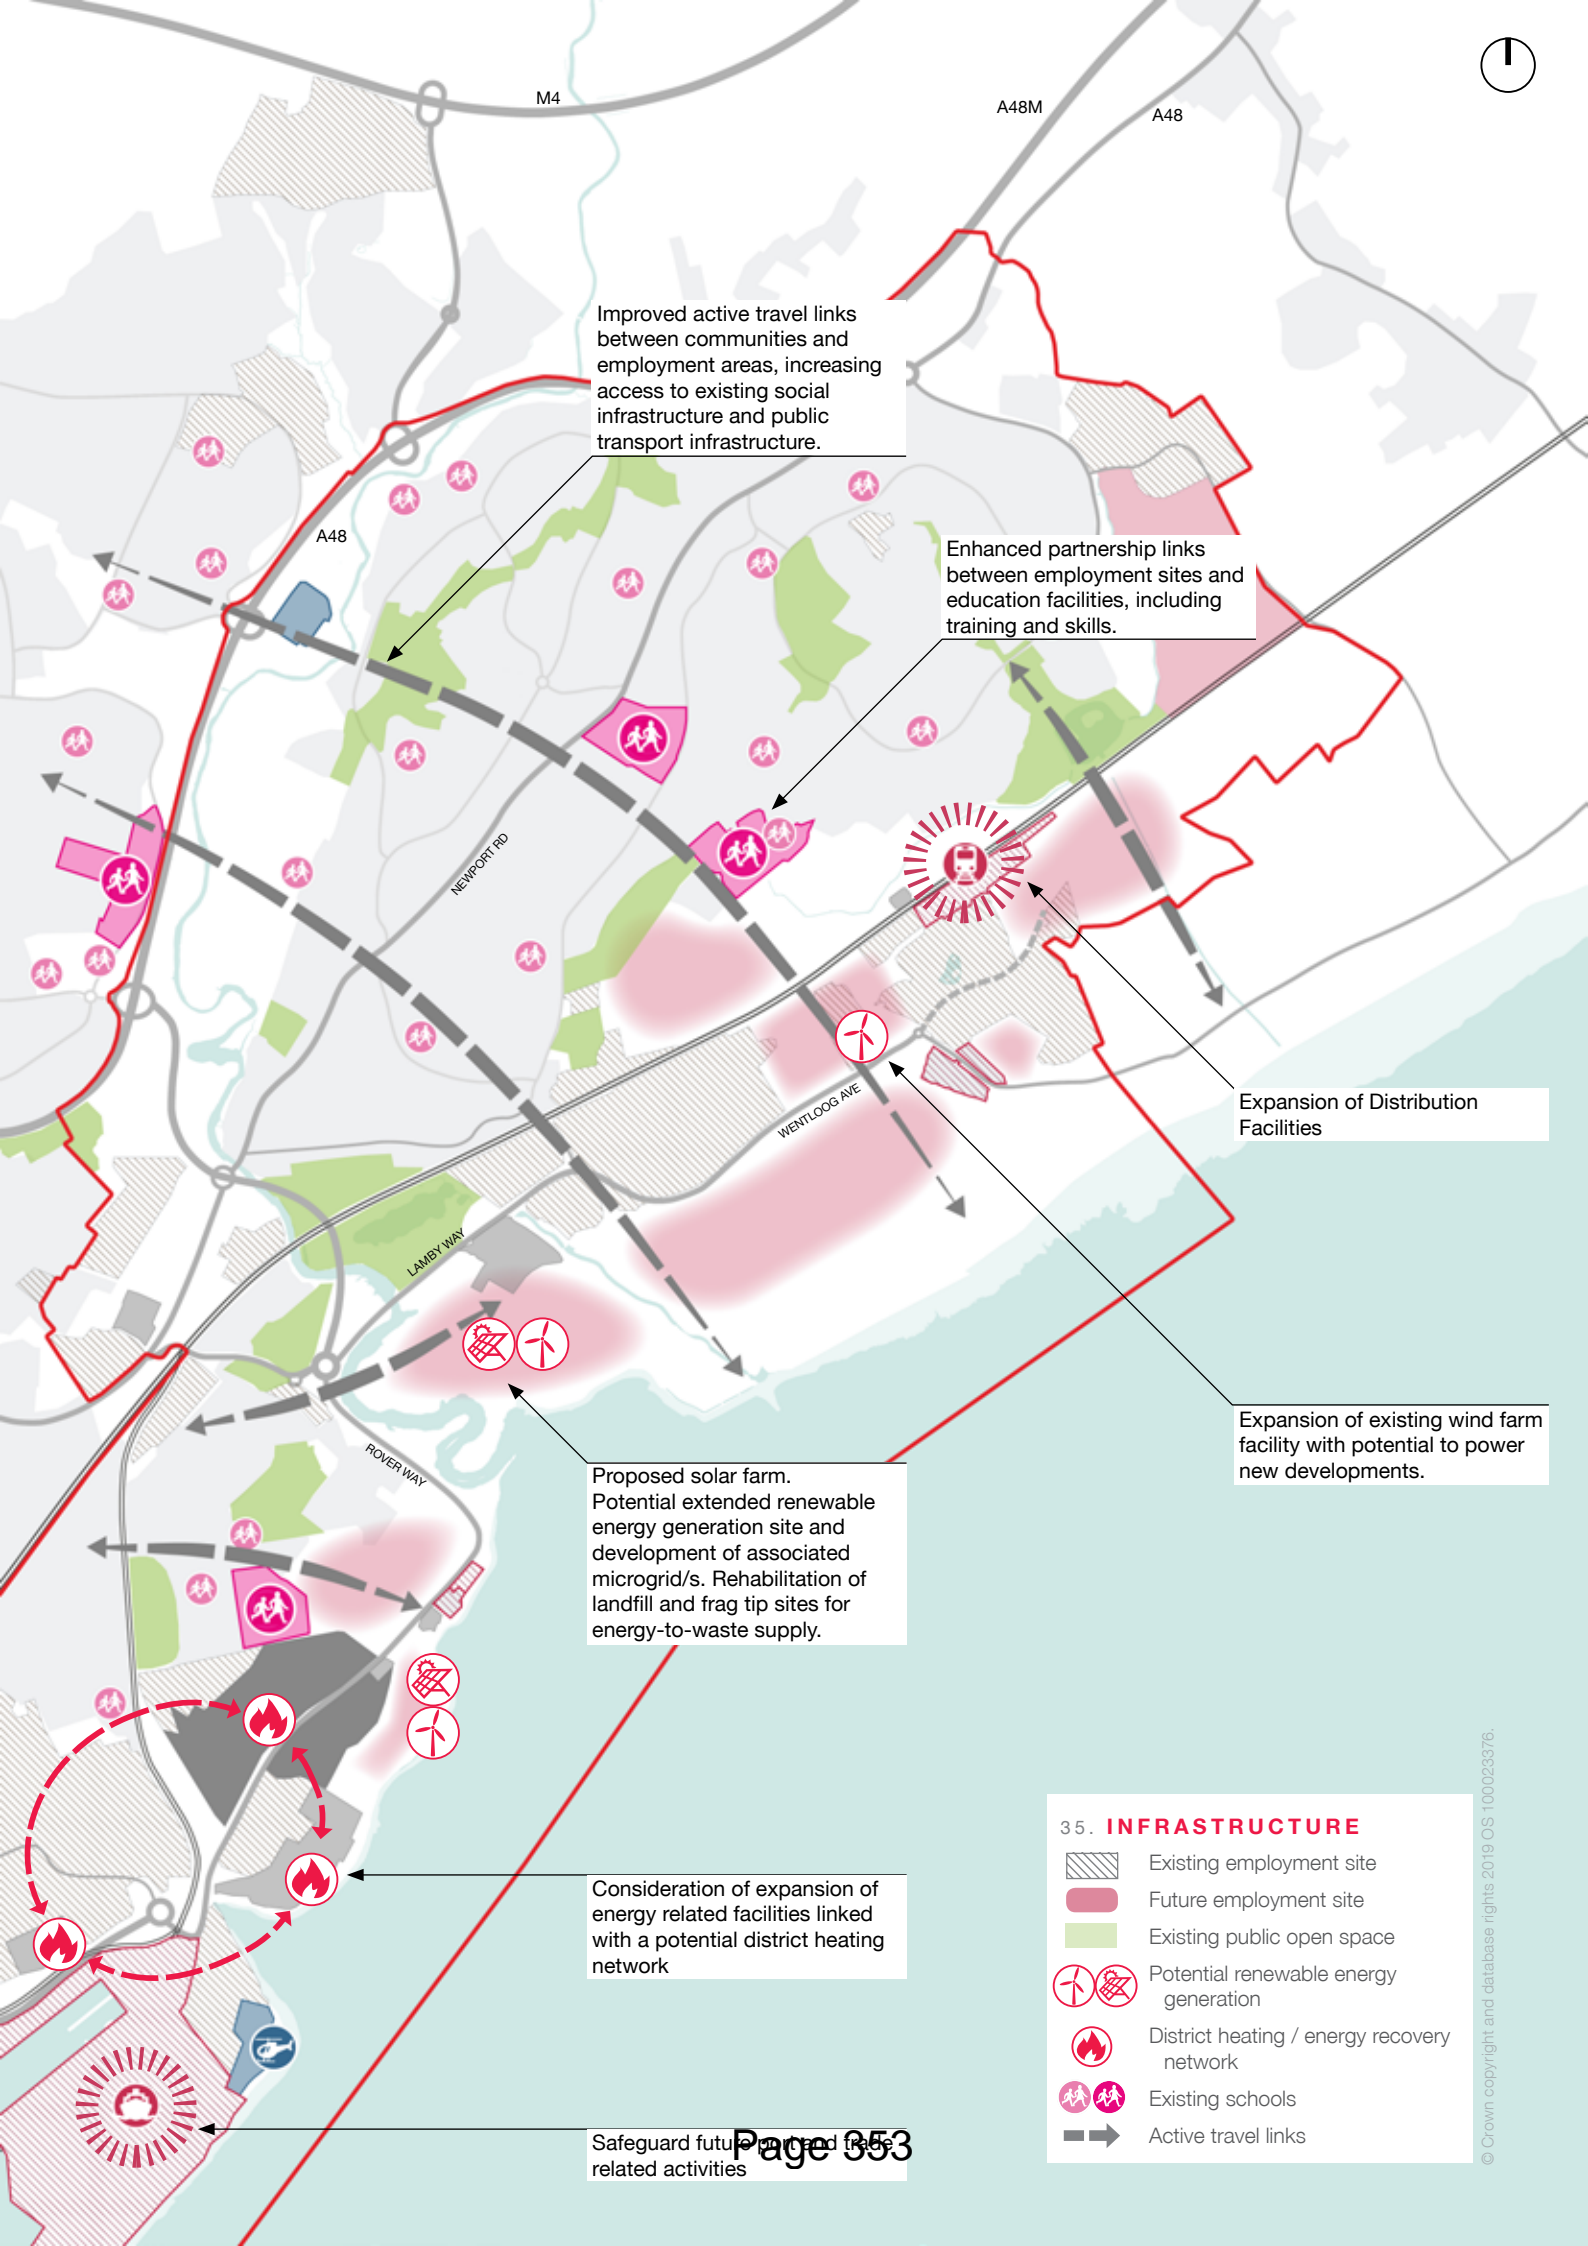 M4
A48M
A48
Improved active travel links
between communities and
employment areas, increasing
access to existing social
infrastructure and public
transport infrastructure.
A48
Enhanced partnership links
between employment sites and
education facilities, including
training and skills.
NEWPORT RD
WENTLOOG AVE
Expansion of Distribution
Facilities
LAMBY WAY
Expansion of existing wind farm
facility with potential to power
new developments.
ROVER WAY
Proposed solar farm.
Potential extended renewable
energy generation site and
development of associated
microgrid/s. Rehabilitation of
landfill and frag tip sites for
energy-to-waste supply.
Consideration of expansion of
energy related facilities linked
with a potential district heating
network
Safeguard future port and trade
related activities
Page 353
35. INFRASTRUCTURE
Existing employment site
Future employment site
Existing public open space
Potential renewable energy
generation
District heating / energy recovery
network
Existing schools
Active travel links
© Crown copyright and database rights 2019 OS 100023376.